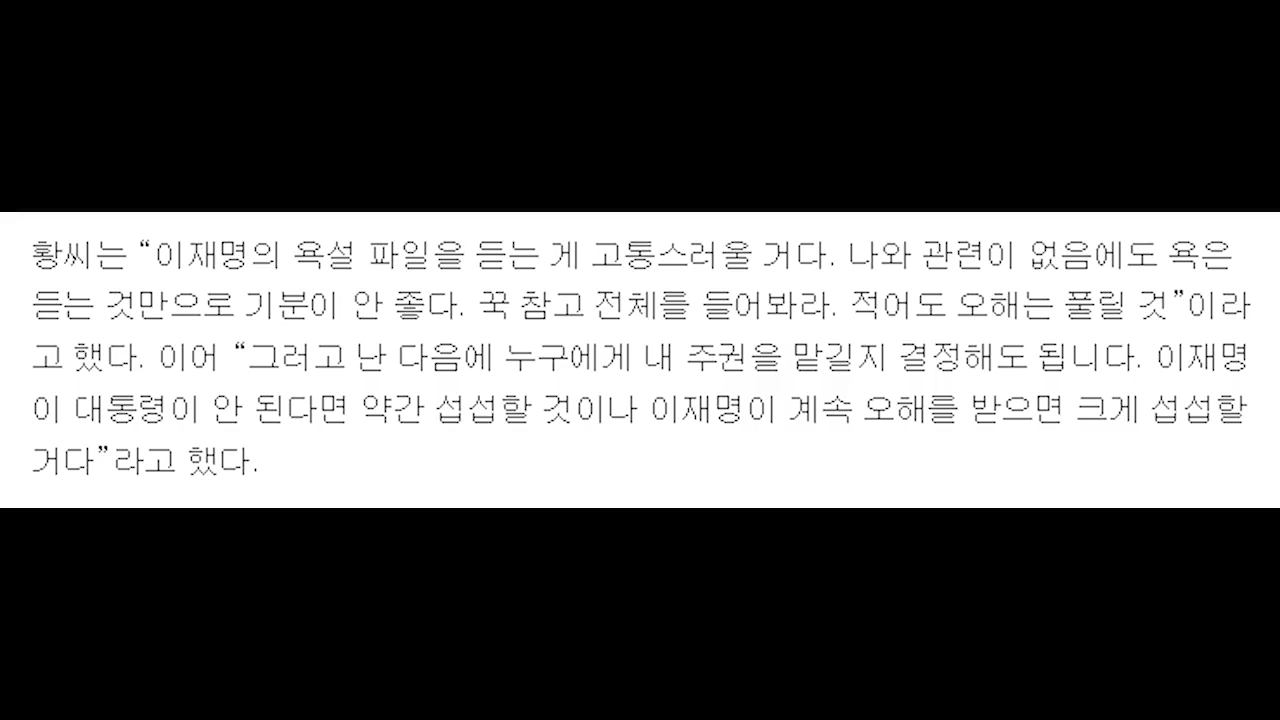 황씨는 “이재명의 욕설 파일을 듣는 게 고통스러울 거다. 나와 관련이 없음에도 욕은
듣는 것만으로 기분이 안 좋다. 꾹 참고 전체를 들어봐라. 적어도 오해는 풀릴 것”이라
고 했다. 이어 “그러고 난 다음에 누구에게 내 주권을 맡길지 결정해도 됩니다. 이재명
이 대통령이 안 된다면 약간 섭섭할 것이나 이재명이 계속 오해를 받으면 크게 섭섭할
거다”라고 했다.